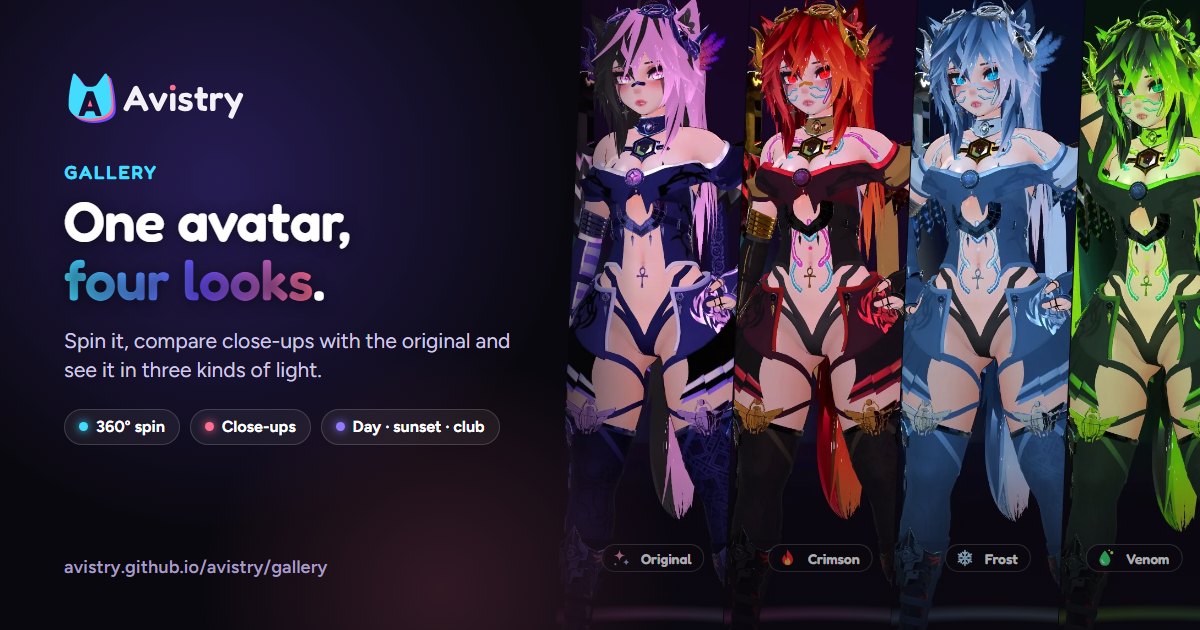 Avistry
GALLERY
One avatar,
four looks.
Spin it, compare close-ups with the original and
see it in three kinds of light.
360° spin
Close-ups
Day · sunset · club
avistry.github.io/avistry/gallery
Original
Crimson
Frost
Venom